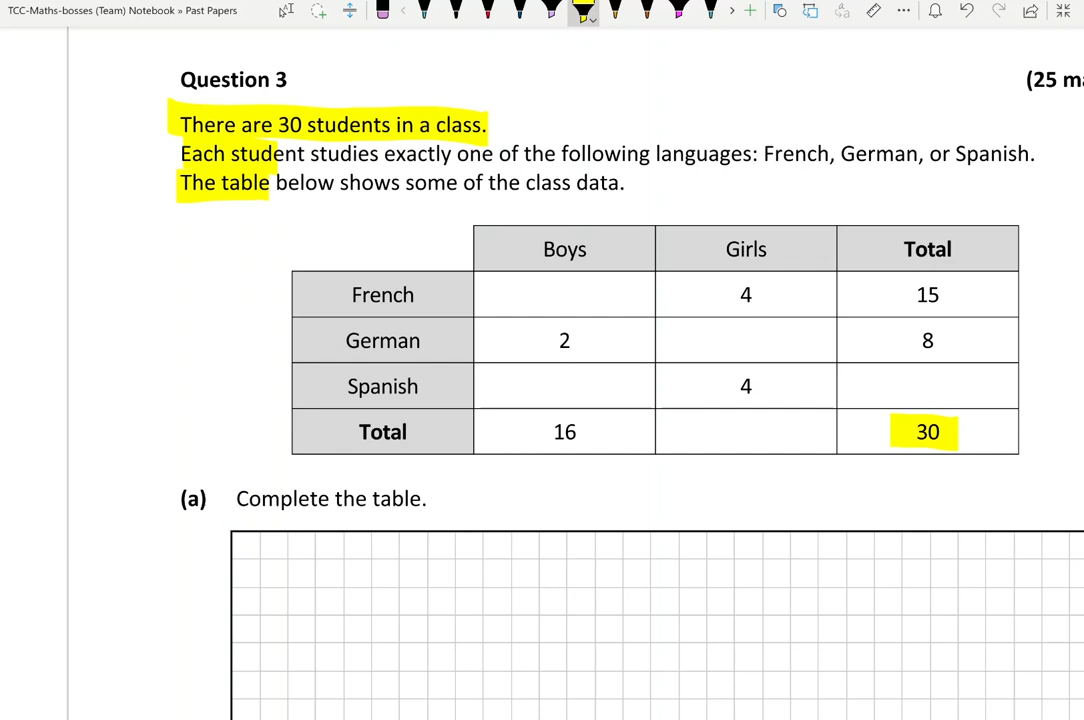 TCC-Maths-bosses (Team) Notebook » Past Papers
Question 3
(25 ma
There are 30 students in a class.
Each student studies exactly one of the following languages: French, German, or Spanish.
The table below shows some of the class data.
Boys Girls Total
French 4 15
German 2 8
Spanish 4
Total 16 30
(a) Complete the table.